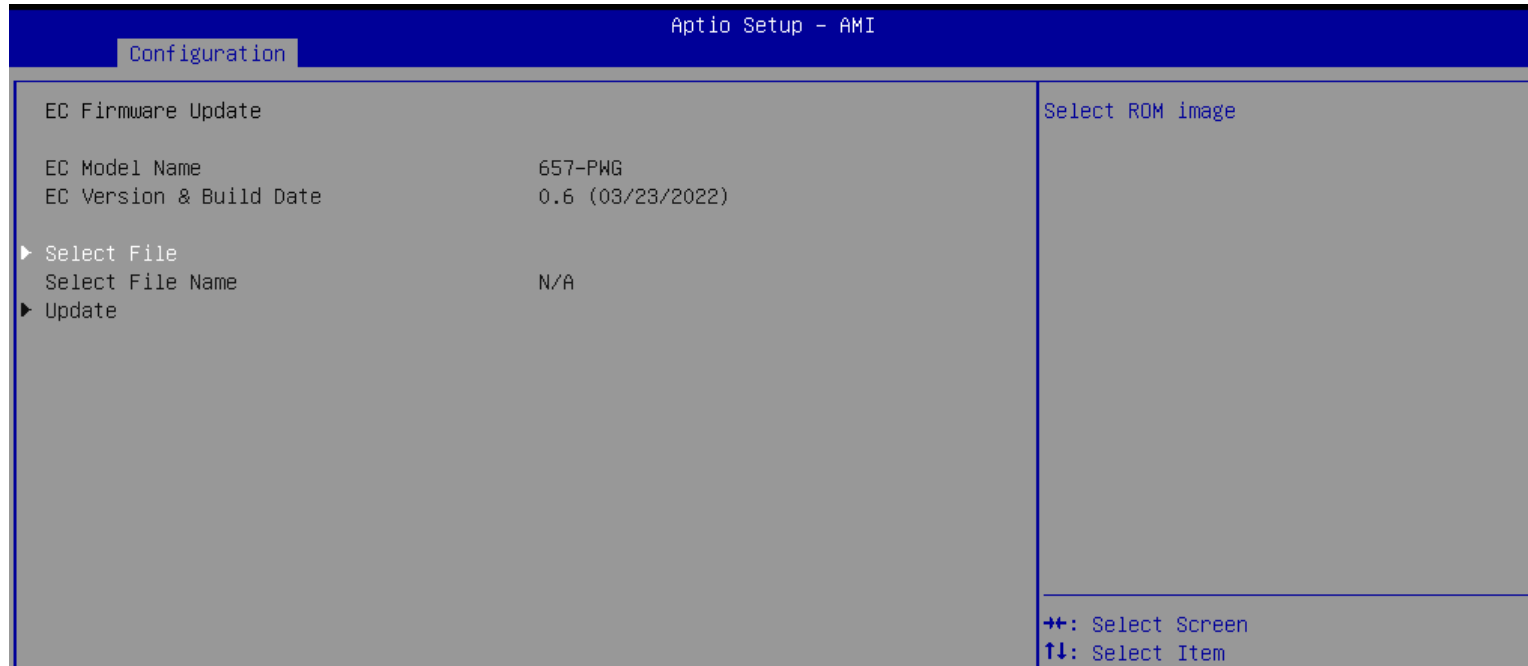 Aptio Setup – AMI
Configuration
EC Firmware Update
EC Model Name 657-PWG
EC Version & Build Date 0.6 (03/23/2022)
▶ Select File
Select File Name N/A
▶ Update
Select ROM image
→←: Select Screen
↑↓: Select Item